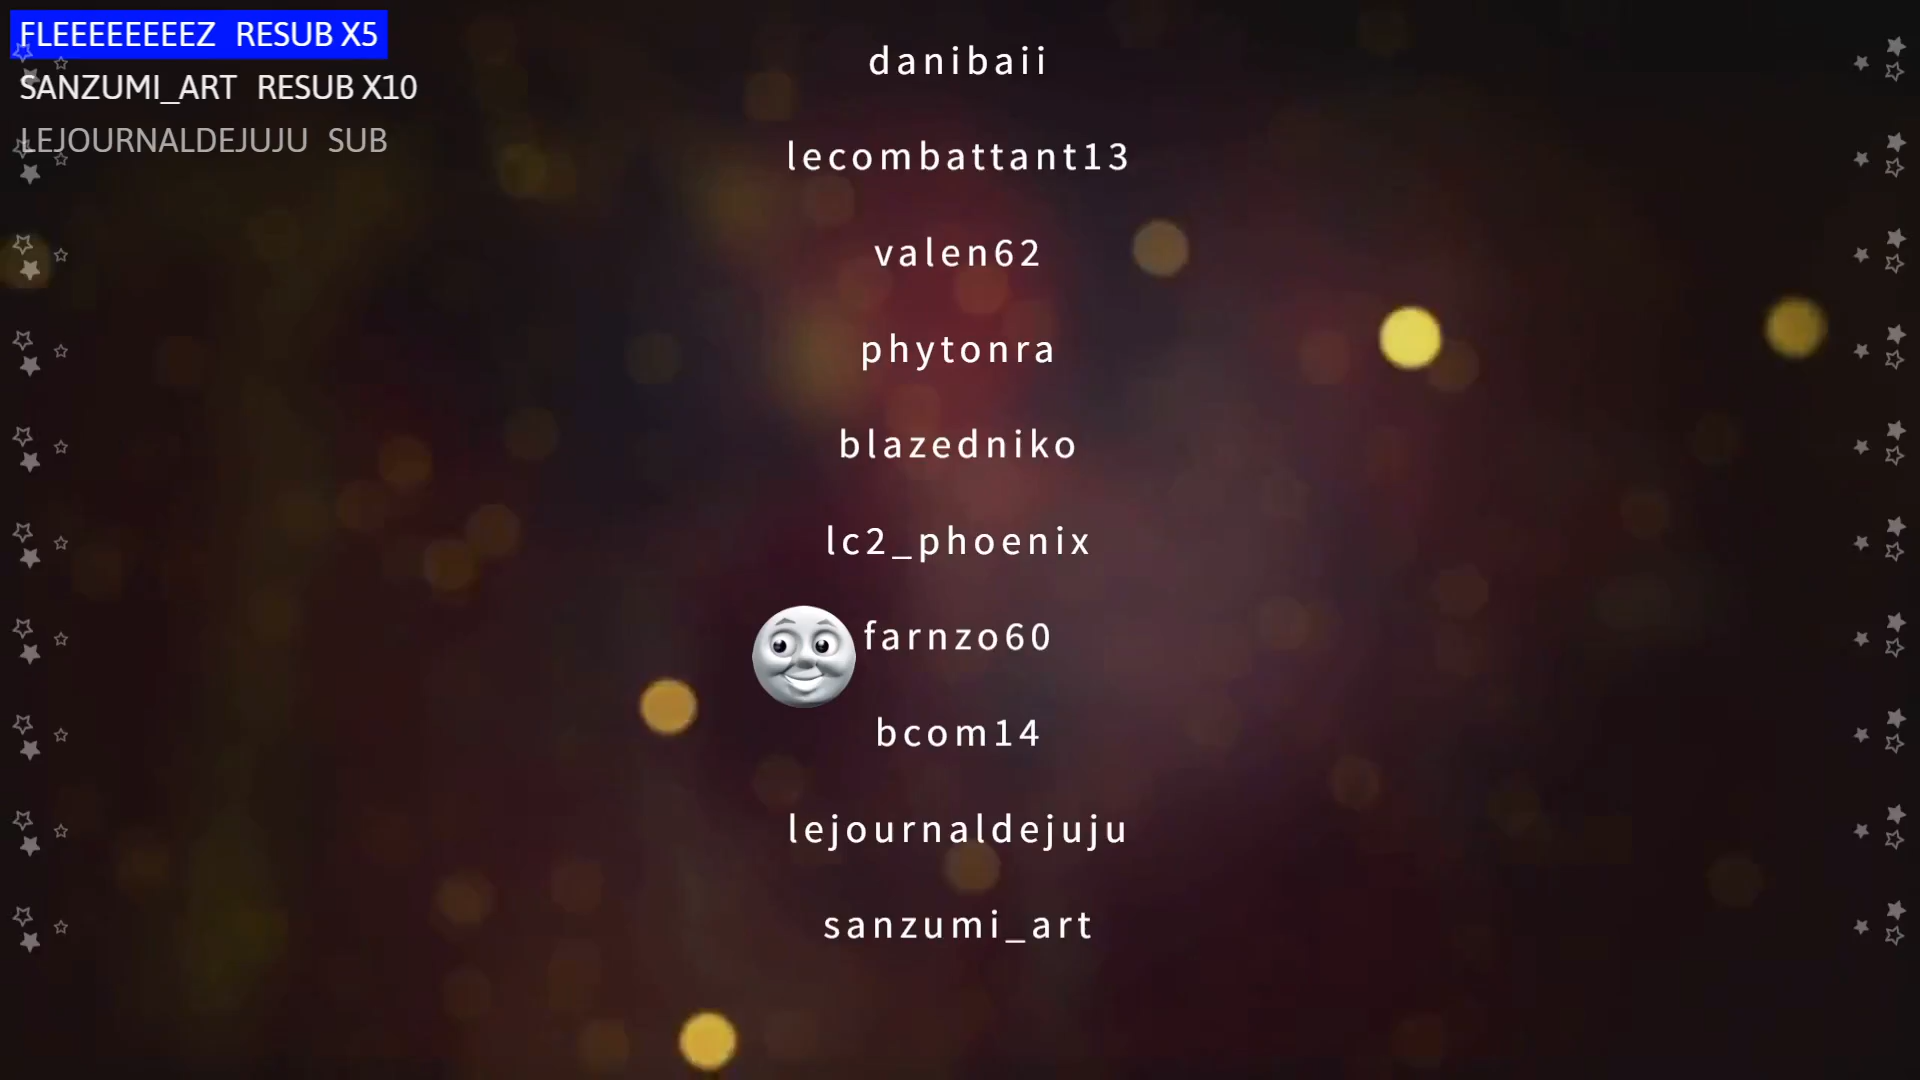 FLEEEEEEEEZ RESUB X5
SANZUMI_ART RESUB X10
LEJOURNALDEJUJU SUB
danibaii
lecombattant13
valen62
phytonra
blazedniko
lc2_phoenix
farnzo60
bcom14
lejournaldejuju
sanzumi_art